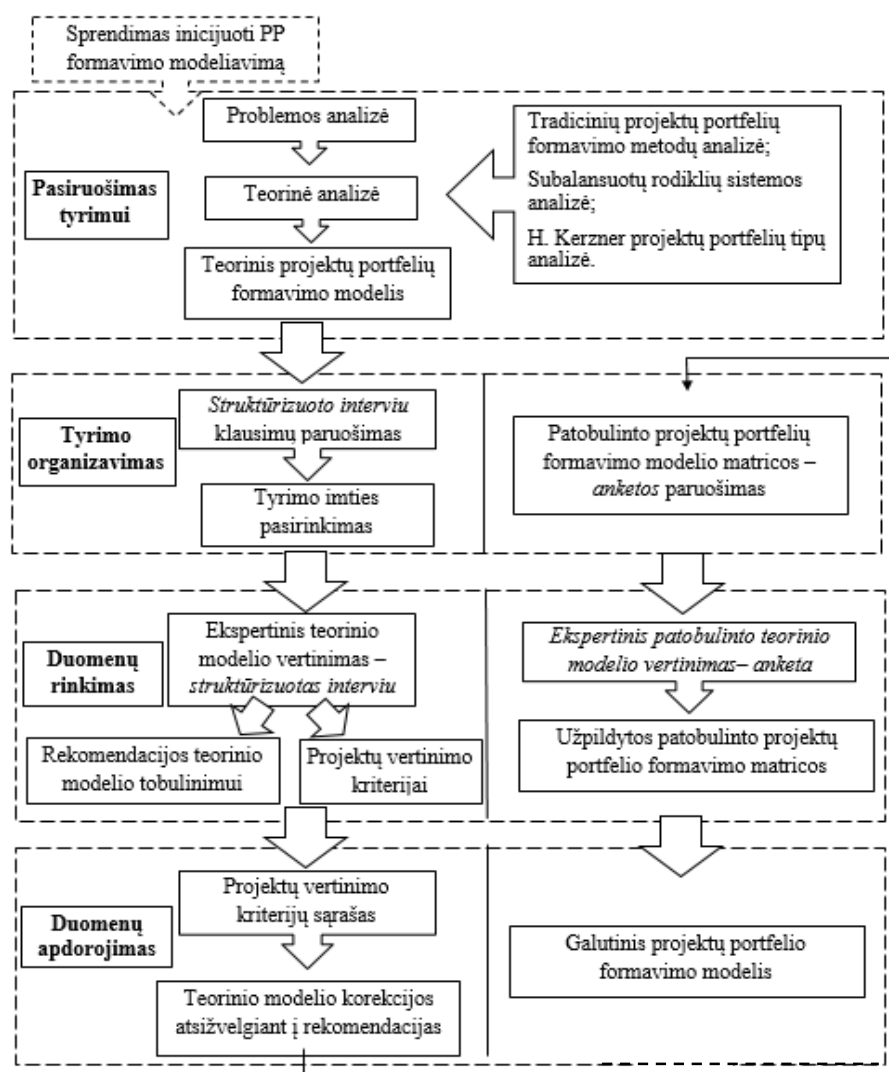 Sprendimas inicijuoti PP
formavimo modeliavimą
Problemos analizė
Pasiruošimas
tyrimui
Teorinė analizė
Teorinis projektų portfelių
formavimo modelis
Tradicinių projektų portfelių
formavimo metodų analizė;
Subalansuotų rodiklių sistemos
analizė;
H. Kerzner projektų portfelių tipų
analizė.
Tyrimo
organizavimas
Struktūrizuoto interviu
klausimų paruošimas
Tyrimo imties
pasirinkimas
Patobulinto projektų portfelių
formavimo modelio matricos –
anketos paruošimas
Duomenų
rinkimas
Ekspertinis teorinio
modelio vertinimas –
struktūrizuotas interviu
Rekomendacijos teorinio
modelio tobulinimui
Projektų vertinimo
kriterijai
Ekspertinis patobulinto teorinio
modelio vertinimas– anketa
Užpildytos patobulinto projektų
portfelio formavimo matricos
Duomenų
apdorojimas
Projektų vertinimo
kriterijų sąrašas
Teorinio modelio korekcijos
atsižvelgiant į rekomendacijas
Galutinis projektų portfelio
formavimo modelis